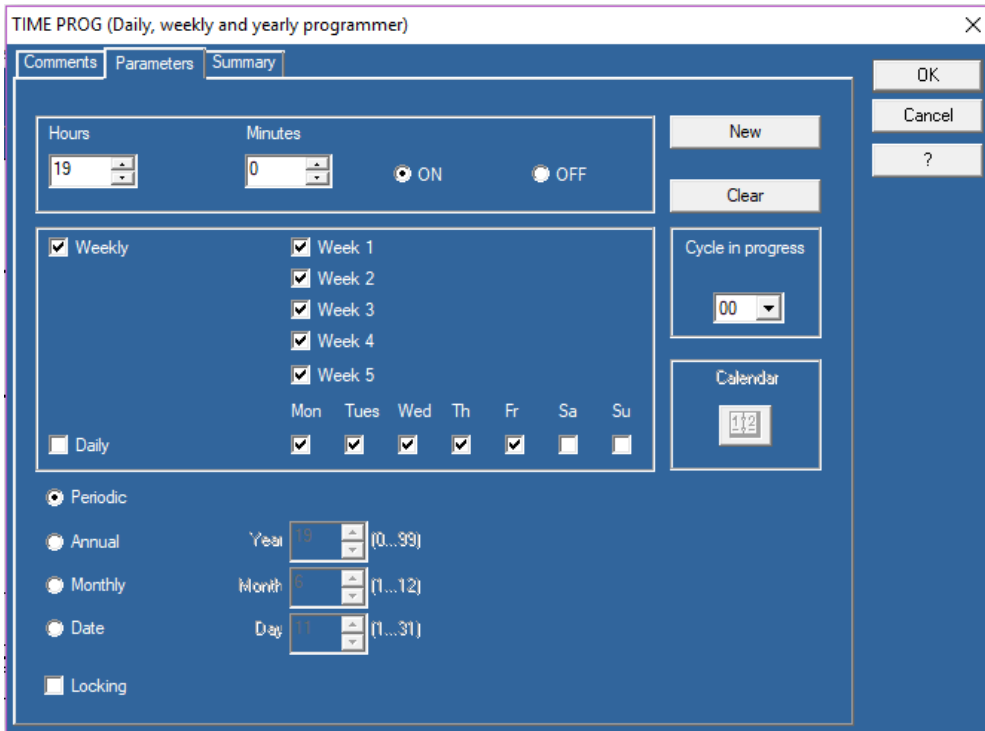 TIME PROG (Daily, weekly and yearly programmer)
Comments Parameters Summary
OK
Cancel
?
Hours Minutes
19 0 ON OFF
New
Clear
Weekly Week 1
Week 2
Week 3
Week 4
Week 5
Mon Tues Wed Th Fr Sa Su
Daily
Cycle in progress
00
Calendar
1 2
Periodic
Annual Year 19 (0...99)
Monthly Month 6 (1...12)
Date Day 11 (1...31)
Locking